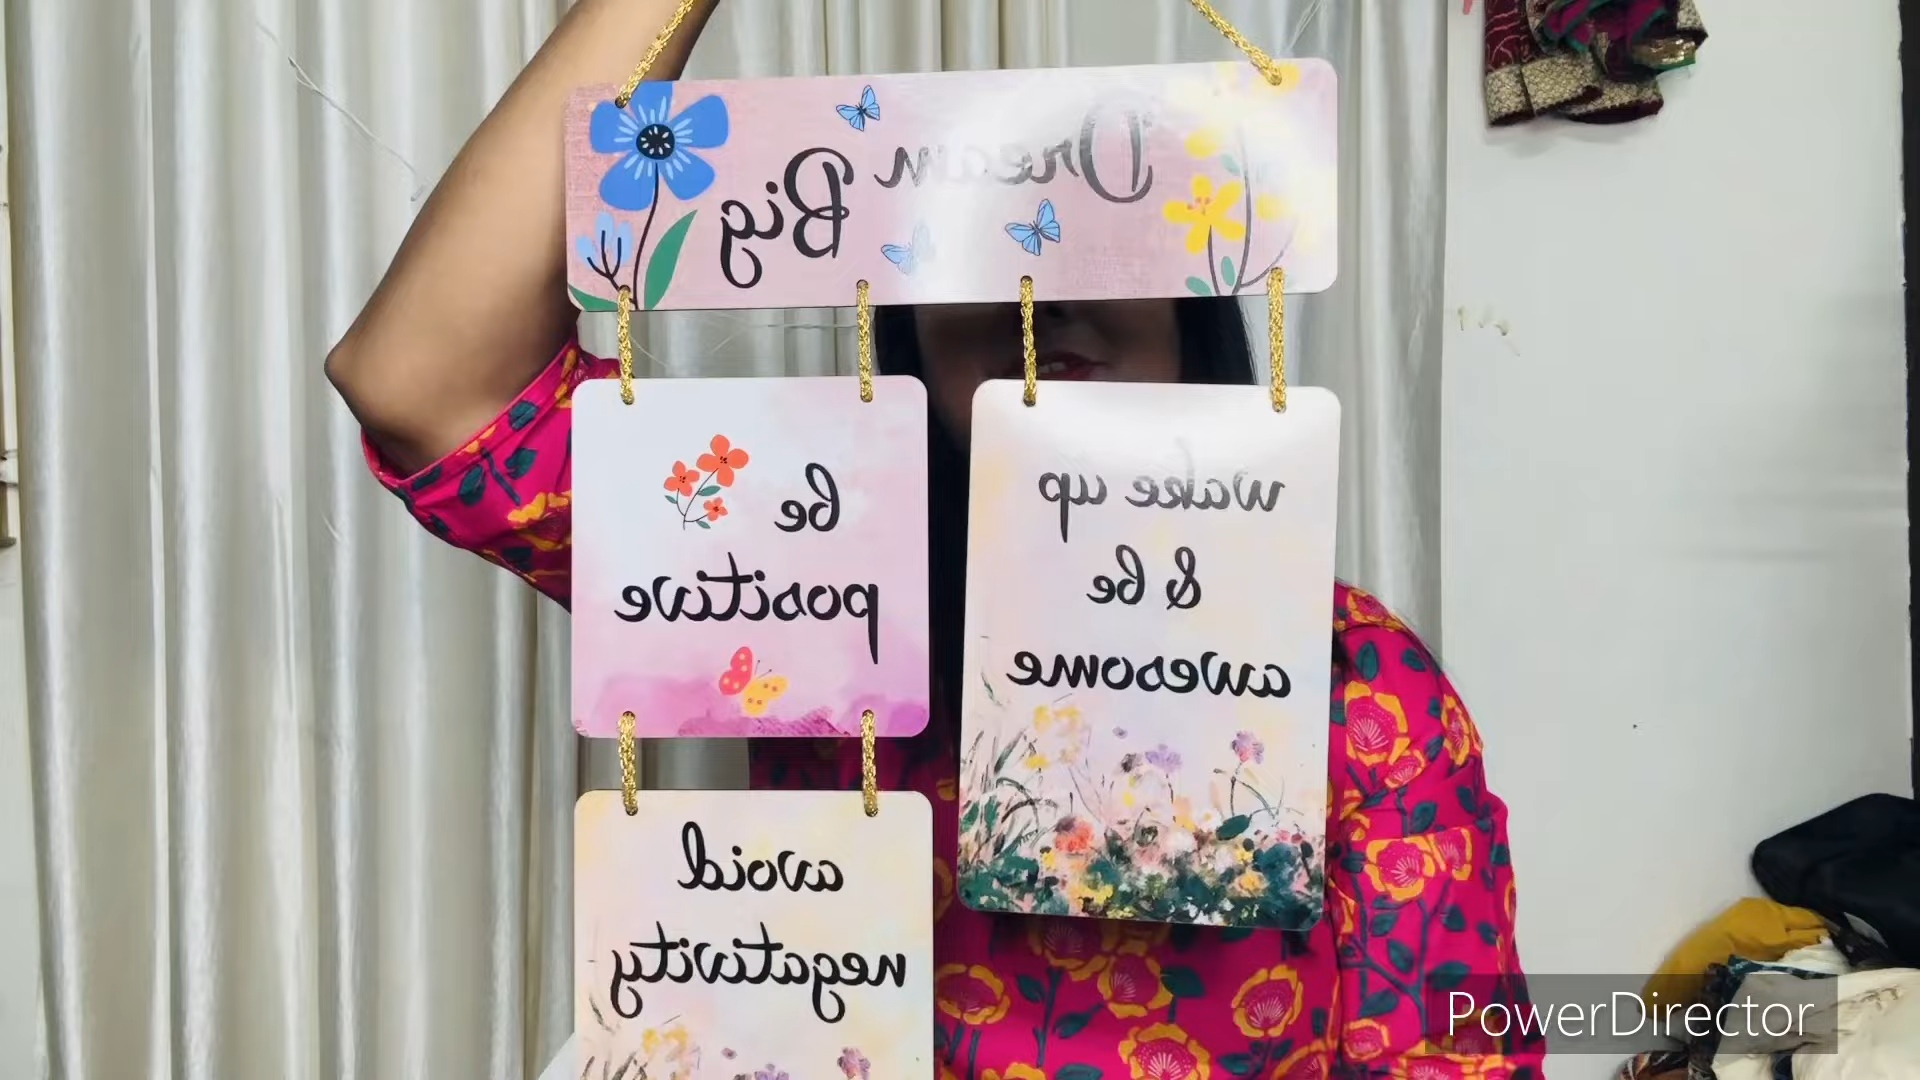 Dream
Big
be
positive
wake up
& be
awesome
avoid
negativity
PowerDirector